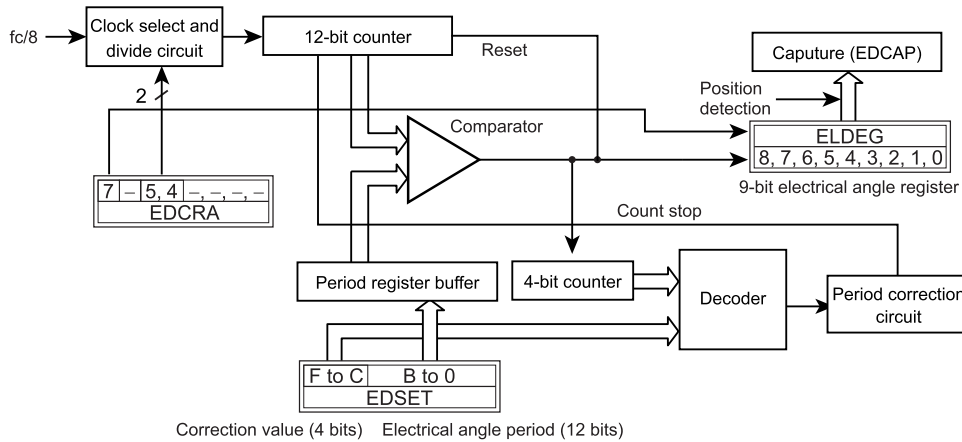 fc/8
Clock select and
divide circuit
12-bit counter
Reset
Caputure (EDCAP)
Position
detection
2
Comparator
ELDEG
8, 7, 6, 5, 4, 3, 2, 1, 0
9-bit electrical angle register
7 – 5, 4 –, –, –, –
EDCRA
Count stop
Period register buffer
4-bit counter
Decoder
Period correction
circuit
F to C B to 0
EDSET
Correction value (4 bits) Electrical angle period (12 bits)